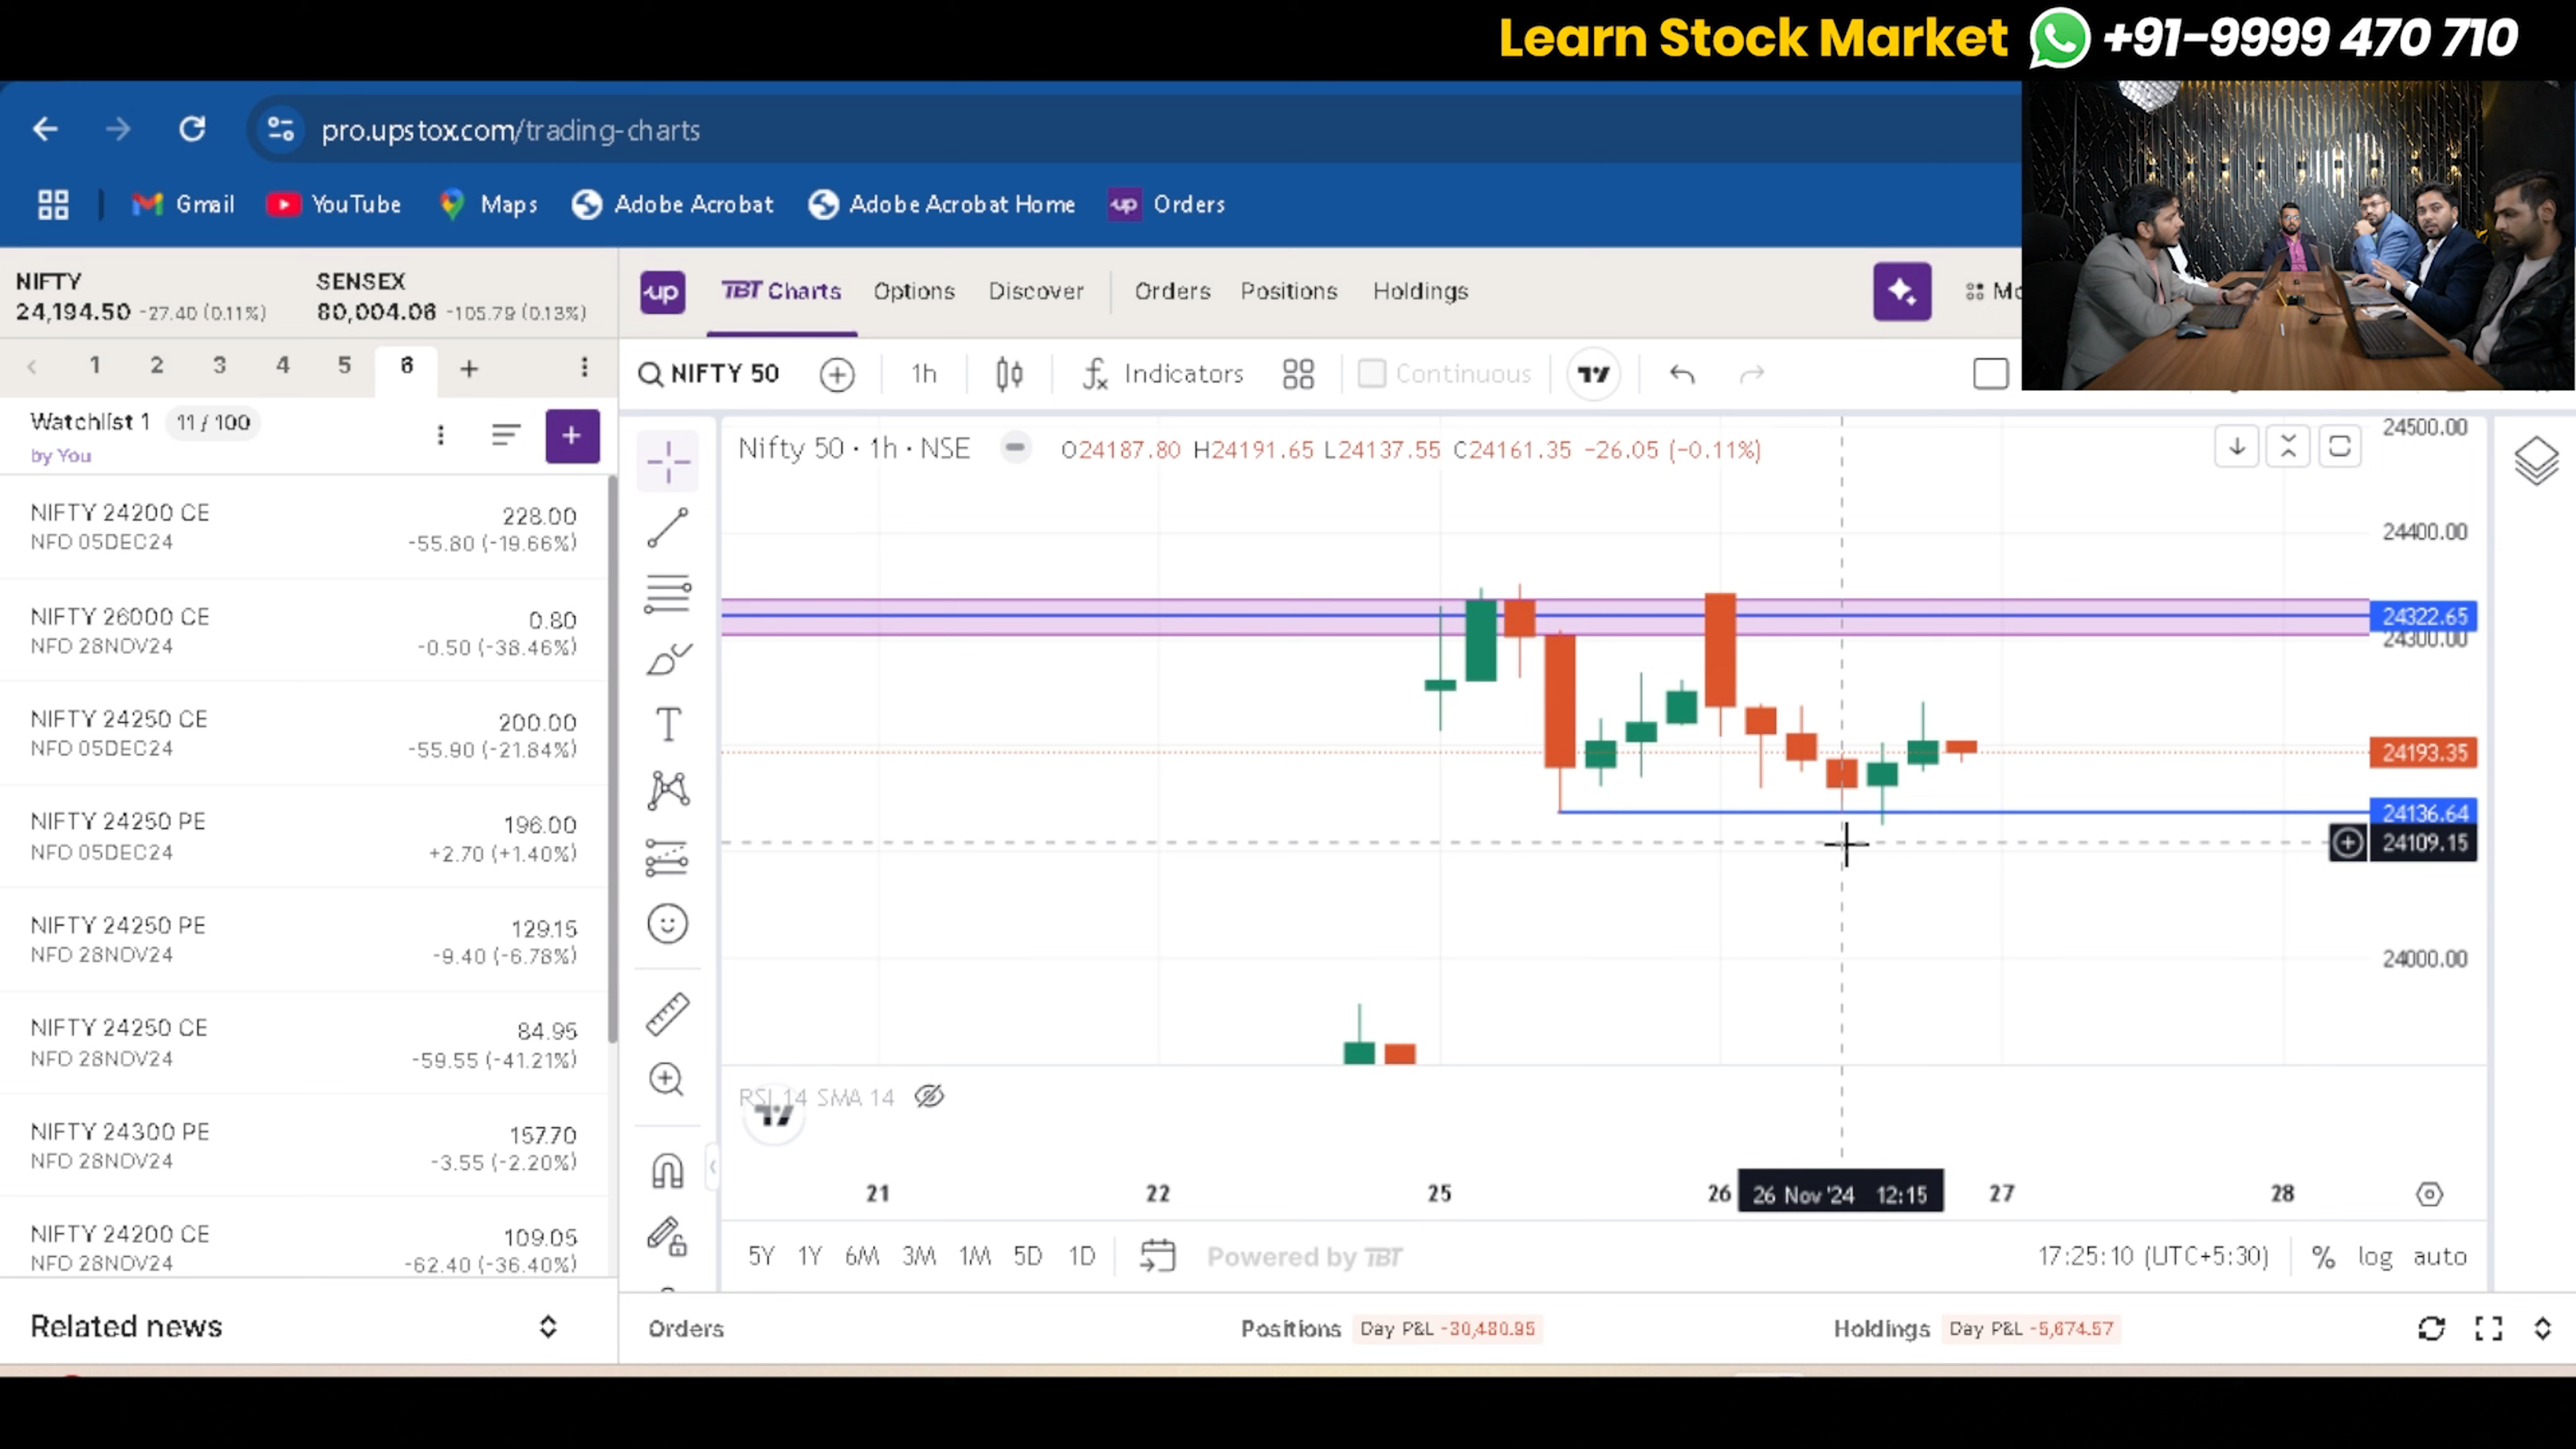 Learn Stock Market +91-9999 470 710
pro.upstox.com/trading-charts
Gmail YouTube Maps Adobe Acrobat Adobe Acrobat Home up Orders
NIFTY SENSEX
24,194.50 -27.40 (0.11%) 80,004.06 -105.79 (0.13%)
up TBT Charts Options Discover Orders Positions Holdings
1 2 3 4 5 6 +
NIFTY 50 1h Indicators Continuous
Watchlist 1 11 / 100
by You
Nifty 50 · 1h · NSE O24187.80 H24191.65 L24137.55 C24161.35 -26.05 (-0.11%)
NIFTY 24200 CE 228.00
NFO 05DEC24 -55.80 (-19.66%)
NIFTY 26000 CE 0.80
NFO 28NOV24 -0.50 (-38.46%)
NIFTY 24250 CE 200.00
NFO 05DEC24 -55.90 (-21.84%)
NIFTY 24250 PE 196.00
NFO 05DEC24 +2.70 (+1.40%)
NIFTY 24250 PE 129.15
NFO 28NOV24 -9.40 (-6.78%)
NIFTY 24250 CE 84.95
NFO 28NOV24 -59.55 (-41.21%)
NIFTY 24300 PE 157.70
NFO 28NOV24 -3.55 (-2.20%)
NIFTY 24200 CE 109.05
NFO 28NOV24 -62.40 (-36.40%)
Related news
24500.00
24400.00
24322.65
24300.00
24193.35
24136.64
24109.15
24000.00
RSI 14 SMA 14
21 22 25 26 26 Nov '24 12:15 27 28
5Y 1Y 6M 3M 1M 5D 1D Powered by TBT 17:25:10 (UTC+5:30) % log auto
Orders Positions Day P&L -30,480.95 Holdings Day P&L -5,674.57